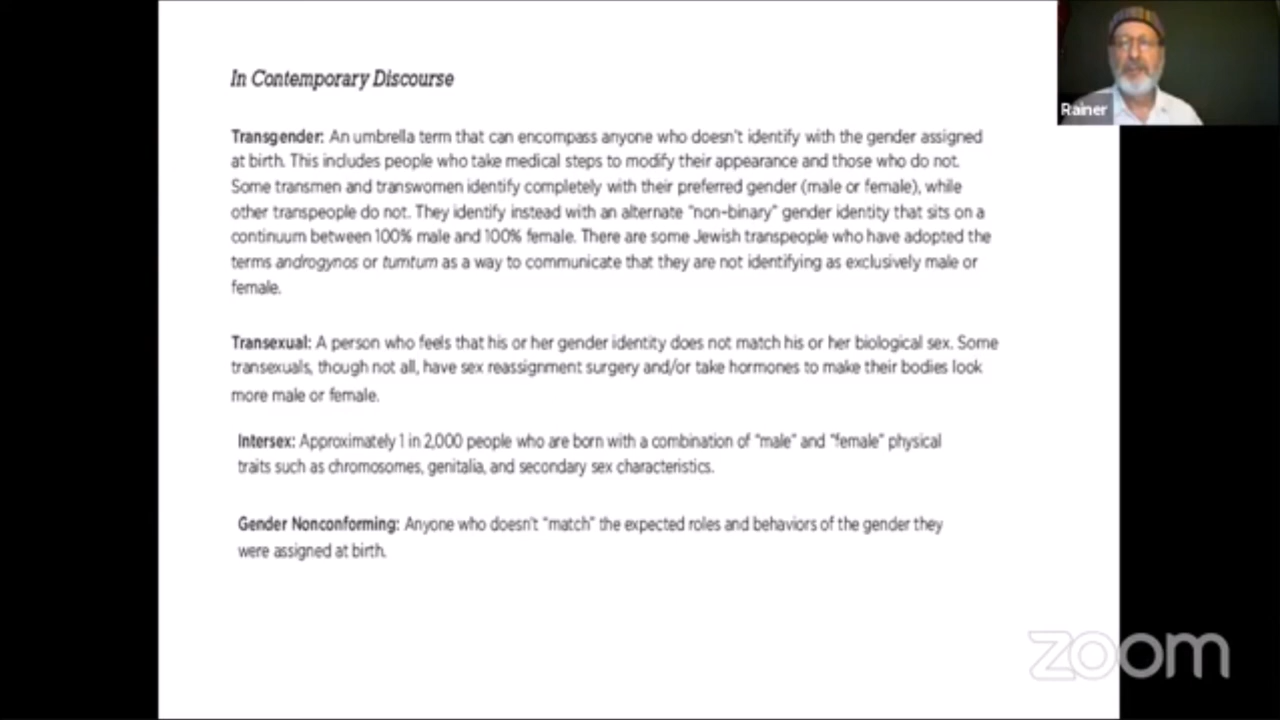 In Contemporary Discourse
Transgender: An umbrella term that can encompass anyone who doesn't identify with the gender assigned
at birth. This includes people who take medical steps to modify their appearance and those who do not.
Some transmen and transwomen identify completely with their preferred gender (male or female), while
other transpeople do not. They identify instead with an alternate "non-binary" gender identity that sits on a
continuum between 100% male and 100% female. There are some Jewish transpeople who have adopted the
terms androgynos or tumtum as a way to communicate that they are not identifying as exclusively male or
female.
Transexual: A person who feels that his or her gender identity does not match his or her biological sex. Some
transexuals, though not all, have sex reassignment surgery and/or take hormones to make their bodies look
more male or female.
Intersex: Approximately 1 in 2,000 people who are born with a combination of "male" and "female" physical
traits such as chromosomes, genitalia, and secondary sex characteristics.
Gender Nonconforming: Anyone who doesn't "match" the expected roles and behaviors of the gender they
were assigned at birth.
Rainer
zoom